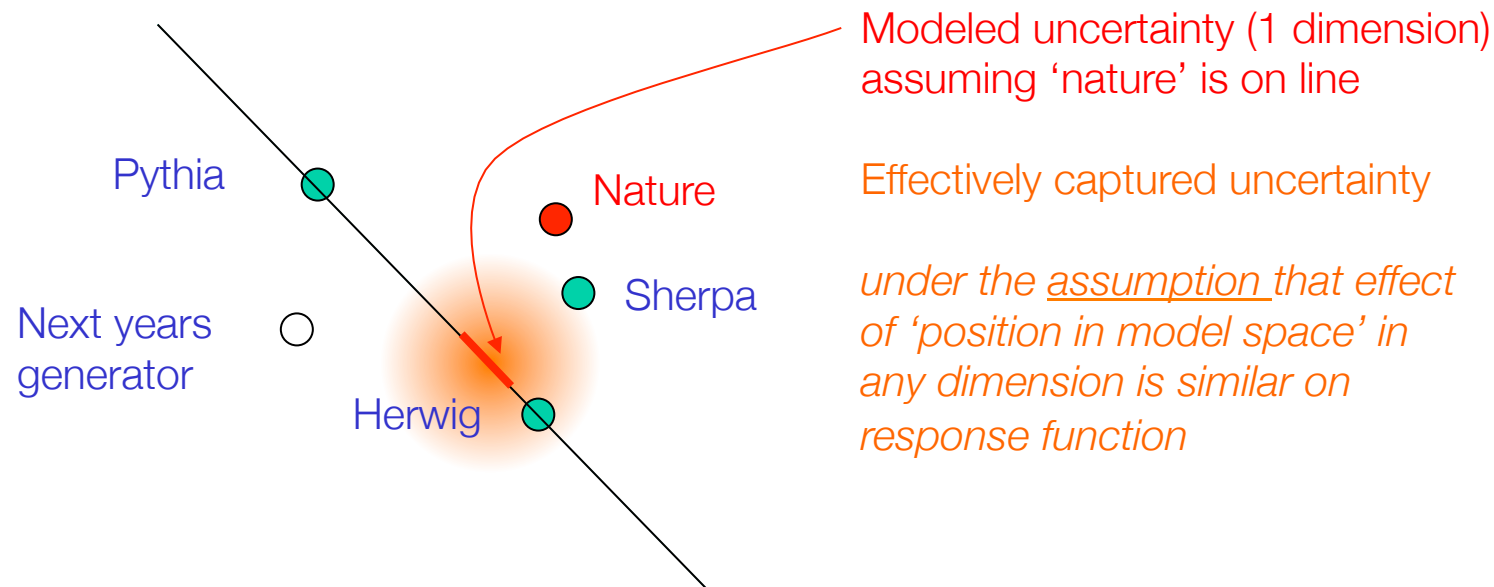 Modeled uncertainty (1 dimension)
assuming ‘nature’ is on line
Pythia
Nature
Effectively captured uncertainty
Sherpa
under the assumption that effect
of ‘position in model space’ in
any dimension is similar on
response function
Next years
generator
Herwig